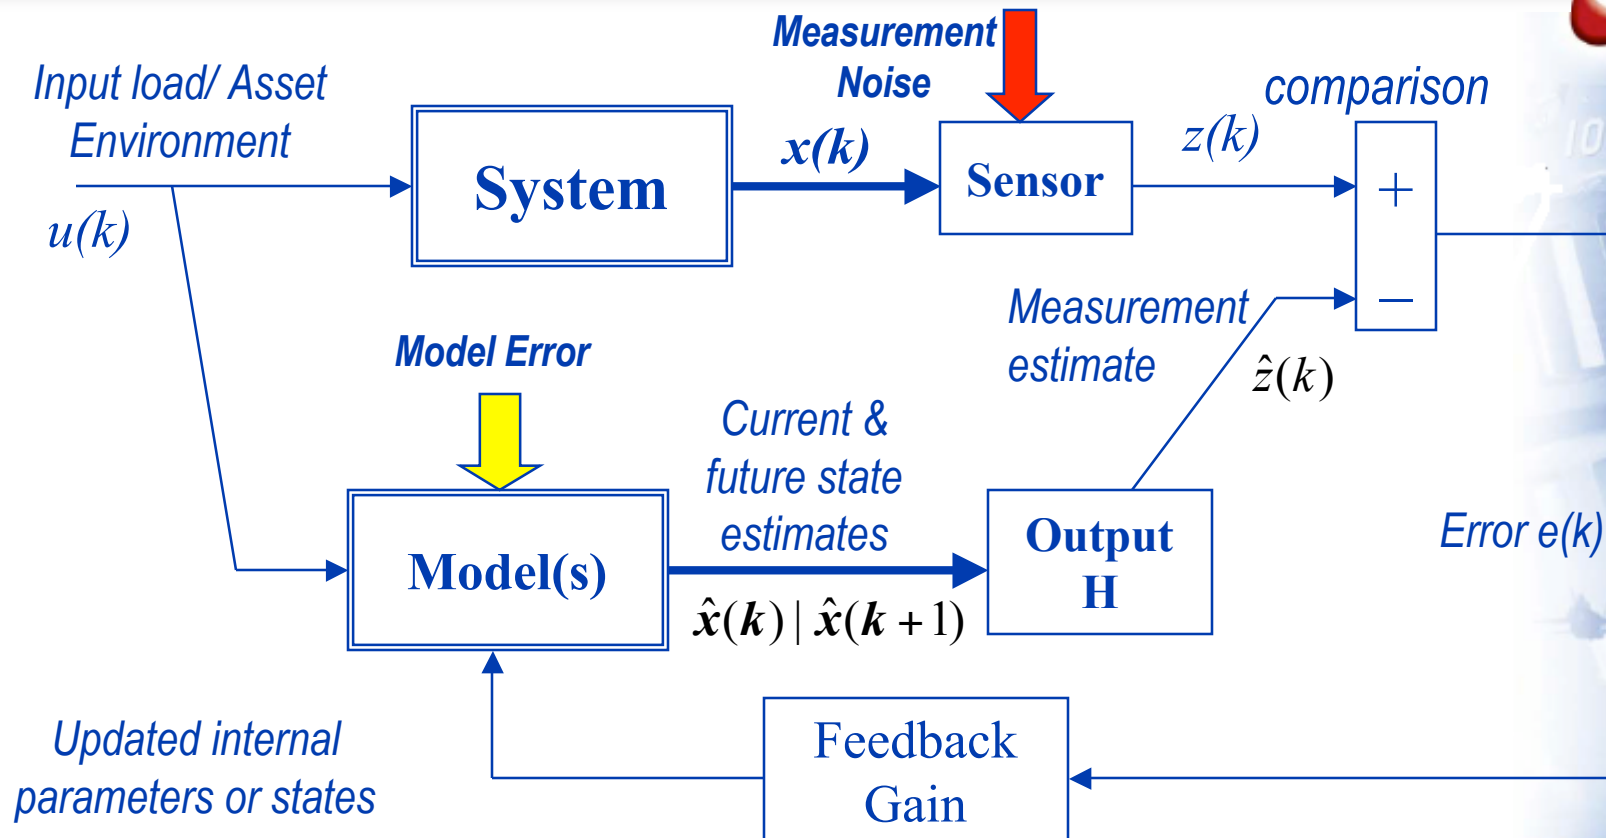 Measurement
Noise
Input load/ Asset
Environment
comparison
x(k)
z(k)
System
Sensor
+
u(k)
−
Measurement
estimate
ẑ(k)
Model Error
Current &
future state
estimates
Output
H
Error e(k)
Model(s)
x̂(k) | x̂(k + 1)
Updated internal
parameters or states
Feedback
Gain
10